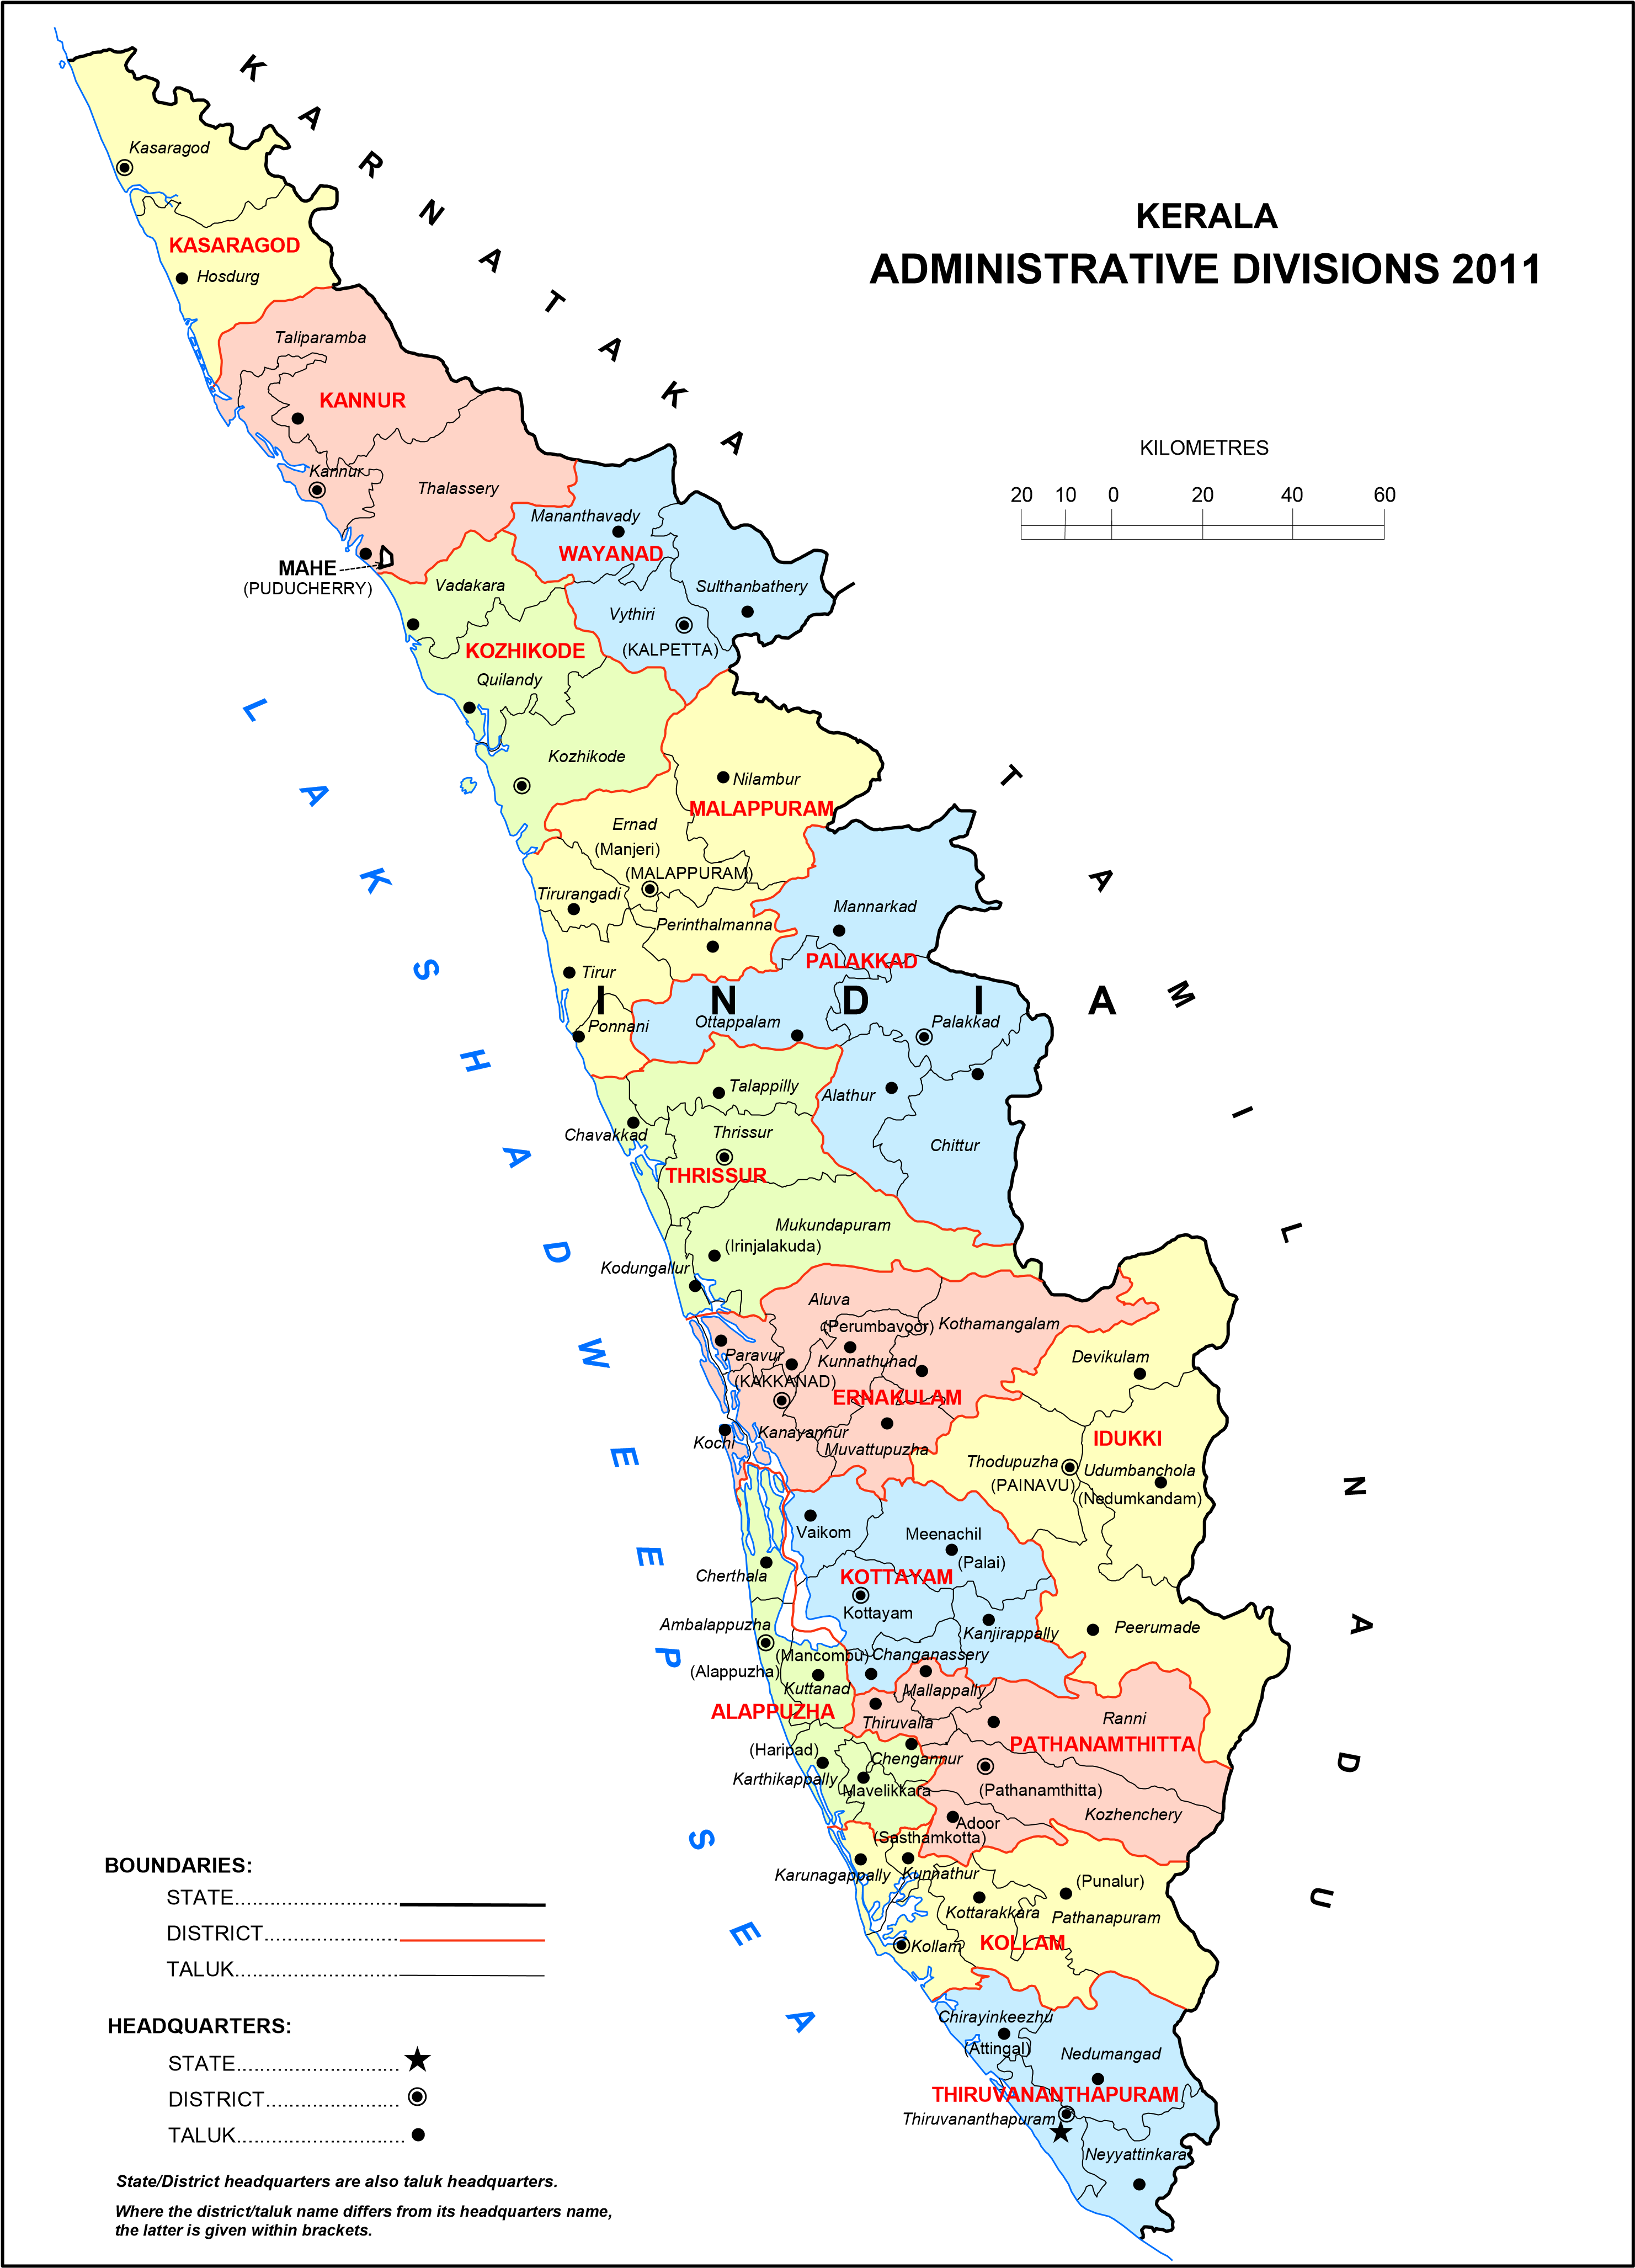 KERALA
ADMINISTRATIVE DIVISIONS 2011
KARNATAKA
TAMIL NADU
LAKSHADWEEP SEA
INDIA
KILOMETRES
20 10 0 20 40 60
Kasaragod
KASARAGOD
Hosdurg
Taliparamba
KANNUR
Kannur
Thalassery
MAHE
(PUDUCHERRY)
Mananthavady
WAYANAD
Sulthanbathery
Vythiri
(KALPETTA)
Vadakara
KOZHIKODE
Quilandy
Kozhikode
Nilambur
MALAPPURAM
Ernad
(Manjeri)
(MALAPPURAM)
Tirurangadi
Perinthalmanna
Tirur
Ponnani
Mannarkad
PALAKKAD
Ottappalam
Palakkad
Alathur
Chittur
Talappilly
Chavakkad
Thrissur
THRISSUR
Mukundapuram
(Irinjalakuda)
Kodungallur
Aluva
(Perumbavoor)
Kothamangalam
Paravur
Kunnathunad
(KAKKANAD)
ERNAKULAM
Kochi
Kanayannur
Muvattupuzha
Devikulam
IDUKKI
Thodupuzha
(PAINAVU)
Udumbanchola
(Nedumkandam)
Peerumade
Vaikom
Meenachil
(Palai)
KOTTAYAM
Kottayam
Kanjirappally
Changanassery
Cherthala
Ambalappuzha
(Alappuzha)
(Mancombu)
Kuttanad
ALAPPUZHA
(Haripad)
Karthikappally
Chengannur
Mavelikkara
Mallappally
Thiruvalla
Ranni
PATHANAMTHITTA
(Pathanamthitta)
Kozhenchery
Adoor
(Sasthamkotta)
Karunagappally
Kunnathur
(Punalur)
Kottarakkara
Pathanapuram
KOLLAM
Kollam
Chirayinkeezhu
(Attingal)
Nedumangad
THIRUVANANTHAPURAM
Thiruvananthapuram
Neyyattinkara
BOUNDARIES:
STATE
DISTRICT
TALUK
HEADQUARTERS:
STATE
DISTRICT
TALUK
State/District headquarters are also taluk headquarters.
Where the district/taluk name differs from its headquarters name,
the latter is given within brackets.